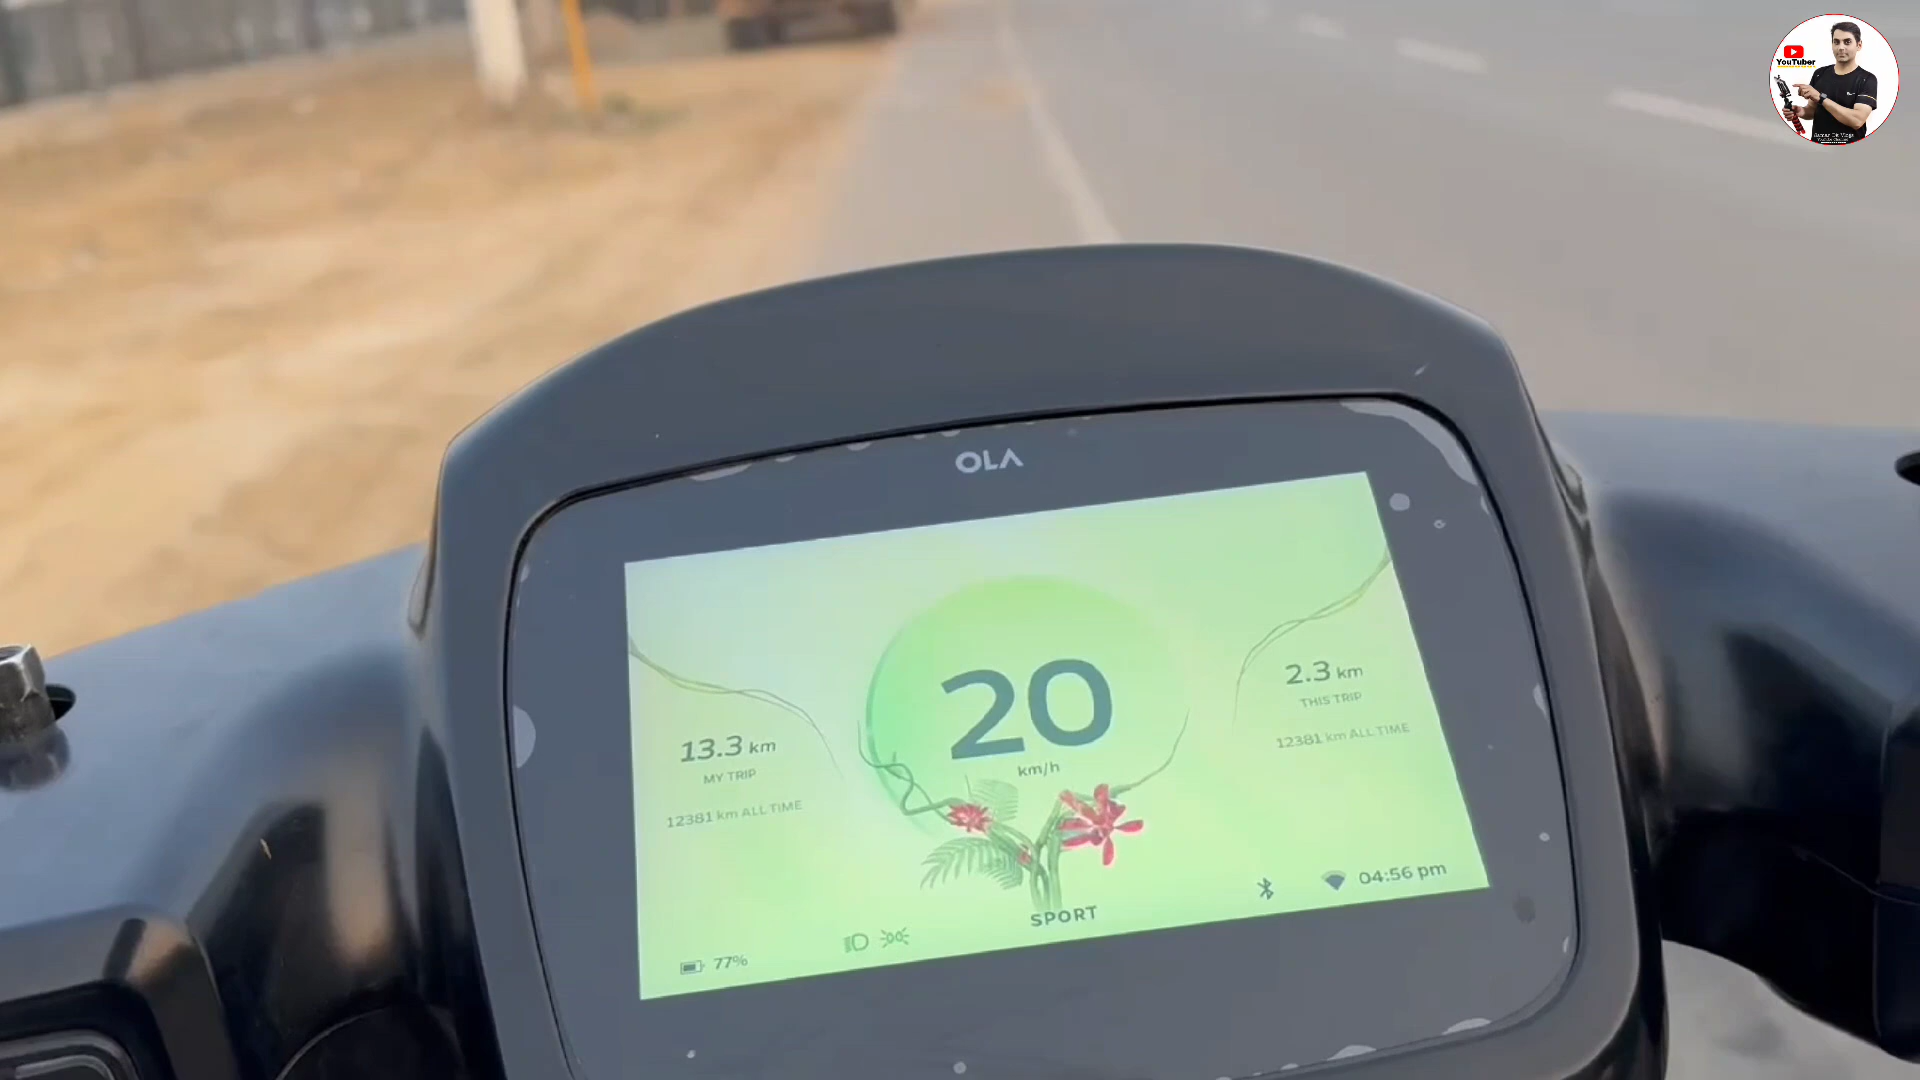 YouTuber
OLA
20
km/h
13.3 km
MY TRIP
12381 km ALL TIME
2.3 km
THIS TRIP
12381 km ALL TIME
SPORT
77%
04:56 pm